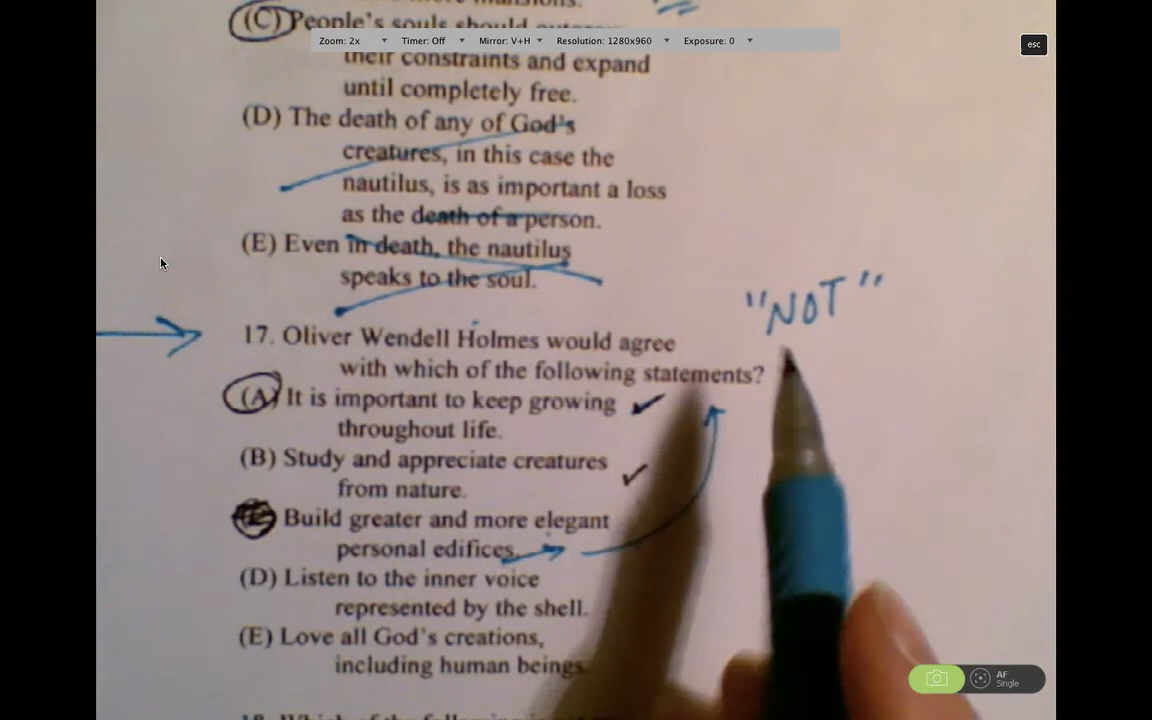 (C) People's souls should
Zoom: 2x Timer: Off Mirror: V+H Resolution: 1280x960 Exposure: 0
esc
their constraints and expand
until completely free.
(D) The death of any of God's
creatures, in this case the
nautilus, is as important a loss
as the death of a person.
(E) Even in death, the nautilus
speaks to the soul.
"NOT"
17. Oliver Wendell Holmes would agree
with which of the following statements?
(A) It is important to keep growing
throughout life.
(B) Study and appreciate creatures
from nature.
Build greater and more elegant
personal edifices.
(D) Listen to the inner voice
represented by the shell.
(E) Love all God's creations,
including human beings.
AF
Single